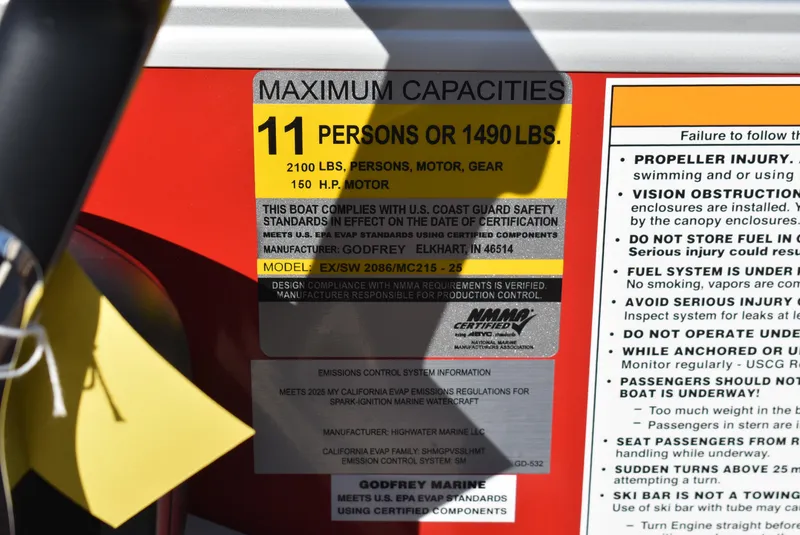 MAXIMUM CAPACITIES
11 PERSONS OR 1490 LBS.
2100 LBS, PERSONS, MOTOR, GEAR
150 H.P. MOTOR
THIS BOAT COMPLIES WITH U.S. COAST GUARD SAFETY
STANDARDS IN EFFECT ON THE DATE OF CERTIFICATION
MEETS U.S. EPA EVAP STANDARDS USING CERTIFIED COMPONENTS
MANUFACTURER: GODFREY ELKHART, IN 46514
MODEL: EX/SW 2086/MC215 - 25
DESIGN COMPLIANCE WITH NMMA REQUIREMENTS IS VERIFIED.
MANUFACTURER RESPONSIBLE FOR PRODUCTION CONTROL.
NMMA
CERTIFIED
using ABYC standards
NATIONAL MARINE
MANUFACTURERS ASSOCIATION
EMISSIONS CONTROL SYSTEM INFORMATION
MEETS 2025 MY CALIFORNIA EVAP EMISSIONS REGULATIONS FOR
SPARK-IGNITION MARINE WATERCRAFT
MANUFACTURER: HIGHWATER MARINE LLC
CALIFORNIA EVAP FAMILY: SHMGPVSSLHMT
EMISSION CONTROL SYSTEM: SM
GD-532
GODFREY MARINE
MEETS U.S. EPA EVAP STANDARDS
USING CERTIFIED COMPONENTS
Failure to follow
• PROPELLER INJURY.
swimming and or using
• VISION OBSTRUCTION
enclosures are installed.
by the canopy enclosures.
• DO NOT STORE FUEL IN
Serious injury could
• FUEL SYSTEM IS UNDER
No smoking, vapors are
• AVOID SERIOUS INJURY
Inspect system for leaks at
• DO NOT OPERATE
• WHILE ANCHORED OR
Monitor regularly - USCG
• PASSENGERS SHOULD NOT
BOAT IS UNDERWAY!
– Too much weight in the
– Passengers in stern are
• SEAT PASSENGERS FROM
handling while underway.
• SUDDEN TURNS ABOVE 25
attempting a turn.
• SKI BAR IS NOT A TOWING
Use of ski bar with tube may
– Turn Engine straight before